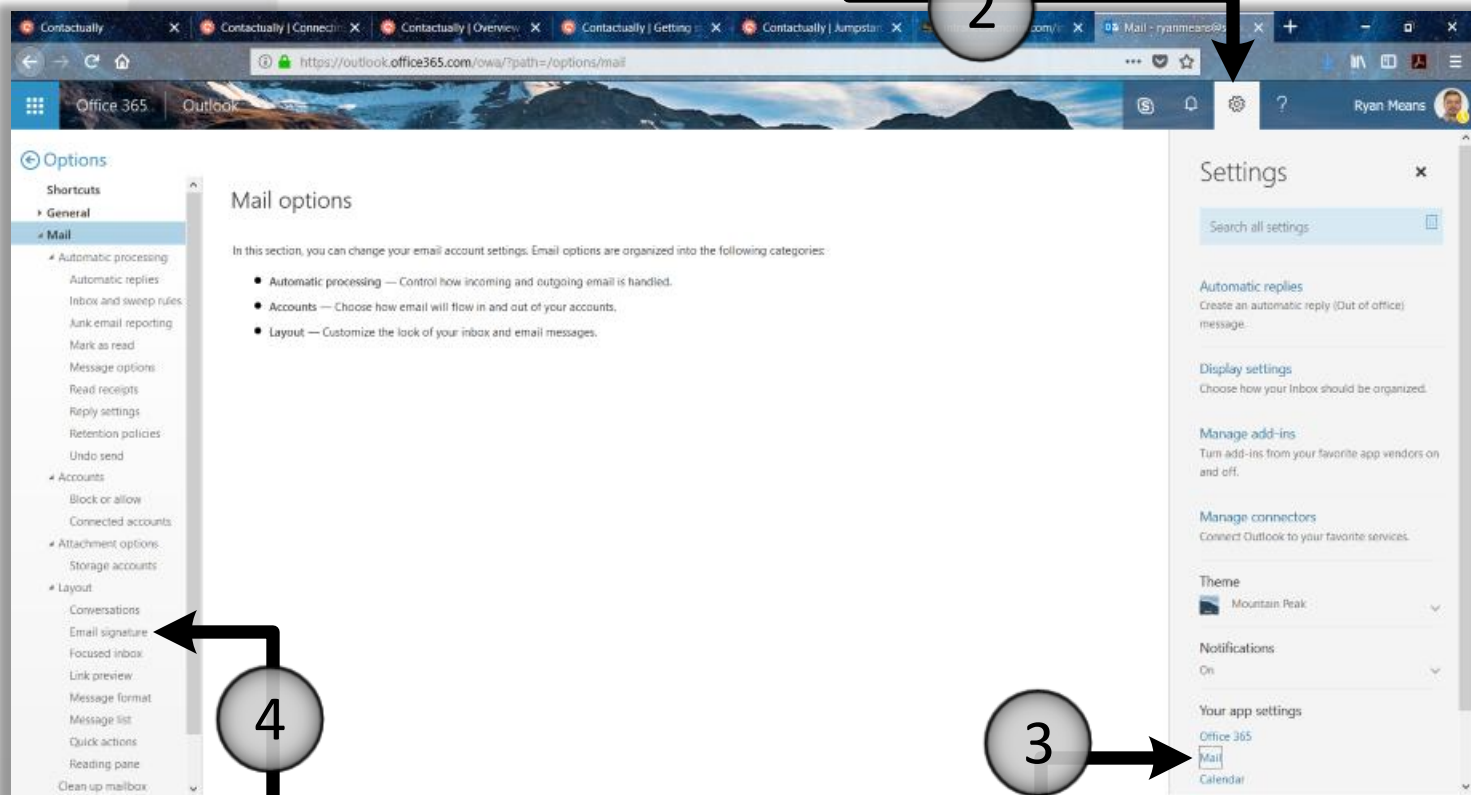 2
Contactually
Contactually | Connectin
Contactually | Overview
Contactually | Getting s
Contactually | Jumpstar
Mail - ryanmeans@s
https://outlook.office365.com/owa/?path=/options/mail
Office 365
Outlook
?
Ryan Means
Options
Shortcuts
General
Mail
Automatic processing
Automatic replies
Inbox and sweep rules
Junk email reporting
Mark as read
Message options
Read receipts
Reply settings
Retention policies
Undo send
Accounts
Block or allow
Connected accounts
Attachment options
Storage accounts
Layout
Conversations
Email signature
Focused inbox
Link preview
Message format
Message list
Quick actions
Reading pane
Clean up mailbox
4
Mail options
In this section, you can change your email account settings. Email options are organized into the following categories:
• Automatic processing — Control how incoming and outgoing email is handled.
• Accounts — Choose how email will flow in and out of your accounts.
• Layout — Customize the look of your inbox and email messages.
Settings
Search all settings
Automatic replies
Create an automatic reply (Out of office)
message.
Display settings
Choose how your Inbox should be organized.
Manage add-ins
Turn add-ins from your favorite app vendors on
and off.
Manage connectors
Connect Outlook to your favorite services.
Theme
Mountain Peak
Notifications
On
Your app settings
Office 365
Mail
Calendar
3